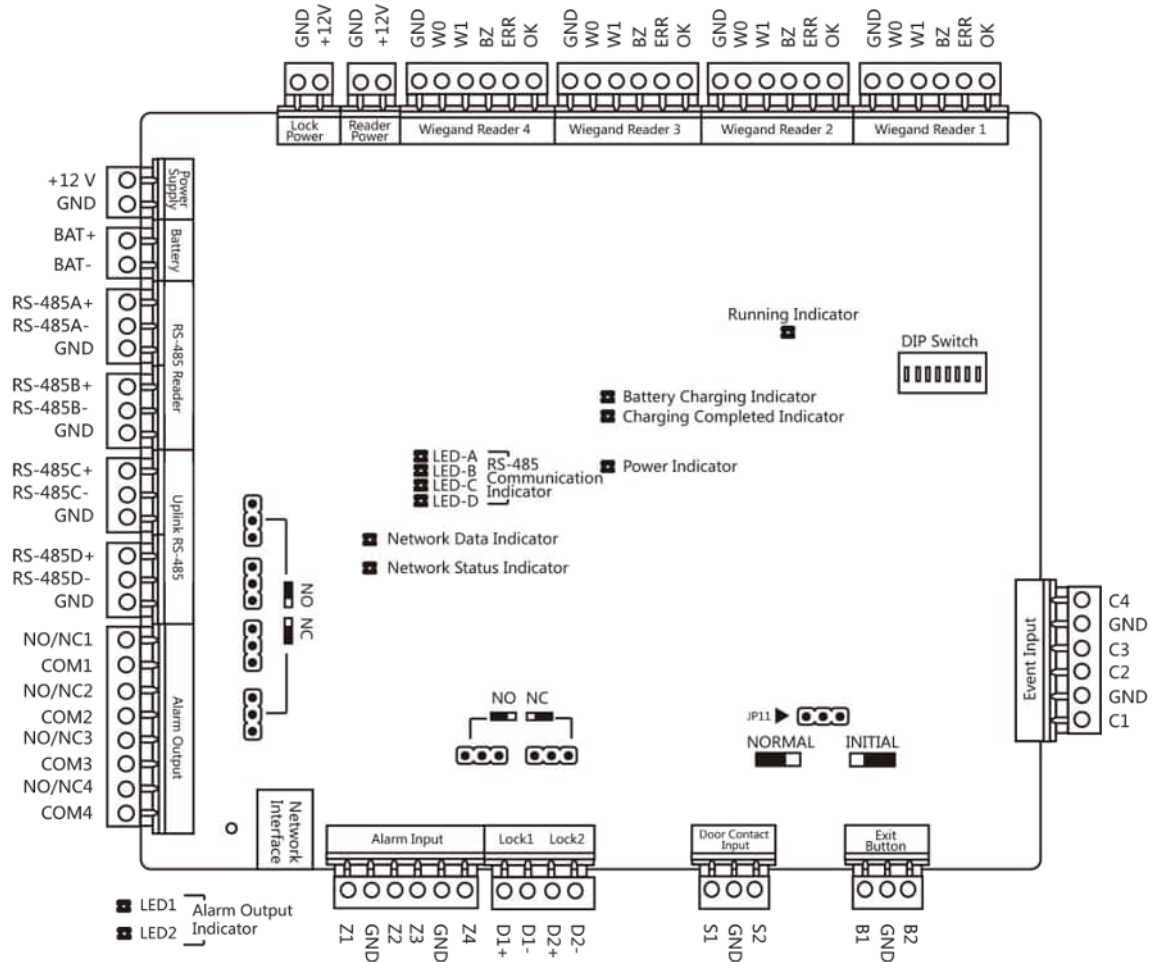 GND +12V GND +12V GND W0 W1 BZ ERR OK GND W0 W1 BZ ERR OK GND W0 W1 BZ ERR OK GND W0 W1 BZ ERR OK
Lock Power
Reader Power
Wiegand Reader 4
Wiegand Reader 3
Wiegand Reader 2
Wiegand Reader 1
+12 V
GND
Power Supply
BAT+
BAT-
Battery
RS-485A+
RS-485A-
GND
RS-485B+
RS-485B-
GND
RS-485 Reader
RS-485C+
RS-485C-
GND
RS-485D+
RS-485D-
GND
Uplink RS-485
NO/NC1
COM1
NO/NC2
COM2
NO/NC3
COM3
NO/NC4
COM4
Alarm Output
Running Indicator
DIP Switch
Battery Charging Indicator
Charging Completed Indicator
Power Indicator
LED-A
LED-B
LED-C
LED-D
RS-485
Communication
Indicator
Network Data Indicator
Network Status Indicator
NO
NC
NO NC
JP11
NORMAL
INITIAL
Event Input
C4
GND
C3
C2
GND
C1
Network
Interface
Alarm Input
Lock1 Lock2
Door Contact
Input
Exit
Button
LED1
LED2
Alarm Output
Indicator
Z1 GND Z2 Z3 GND Z4
D1+ D1- D2+ D2-
S1 GND S2
B1 GND B2